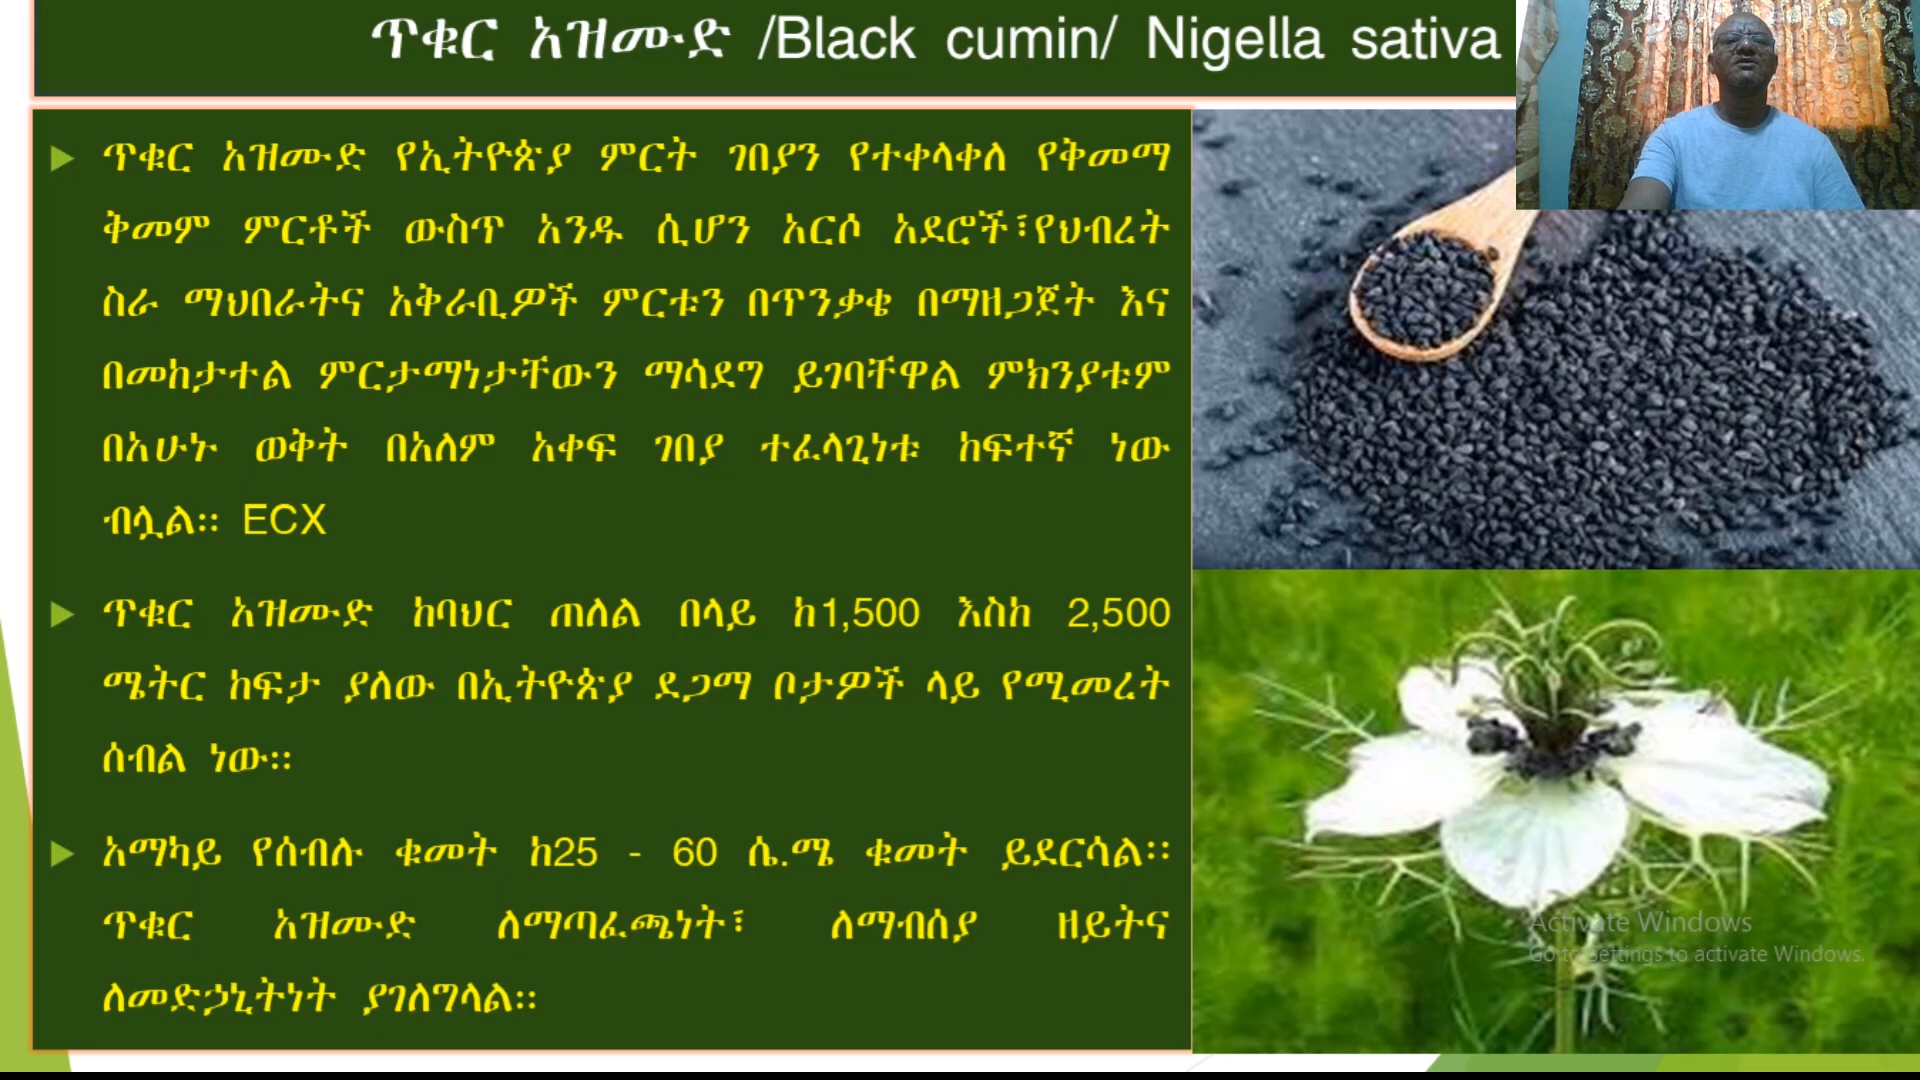 ጥቁር አዝሙድ /Black cumin/ Nigella sativa
ጥቁር አዝሙድ የኢትዮጵያ ምርት ገበያን የተቀላቀለ የቅመማ
ቅመም ምርቶች ውስጥ አንዱ ሲሆን አርሶ አደሮች፣የህብረት
ስራ ማህበራትና አቅራቢዎች ምርቱን በጥንቃቄ በማዘጋጀት እና
በመከታተል ምርታማነታቸውን ማሳደግ ይገባቸዋል ምክንያቱም
በአሁኑ ወቅት በአለም አቀፍ ገበያ ተፈላጊነቱ ከፍተኛ ነው
ብሏል። ECX
ጥቁር አዝሙድ ከባህር ጠለል በላይ ከ1,500 እስከ 2,500
ሜትር ከፍታ ያለው በኢትዮጵያ ደጋማ ቦታዎች ላይ የሚመረት
ሰብል ነው።
አማካይ የሰብሉ ቁመት ከ25 - 60 ሴ.ሜ ቁመት ይደርሳል።
ጥቁር አዝሙድ ለማጣፈጫነት፣ ለማብሰያ ዘይትና
ለመድኃኒትነት ያገለግላል።
Activate Windows
Go to Settings to activate Windows.